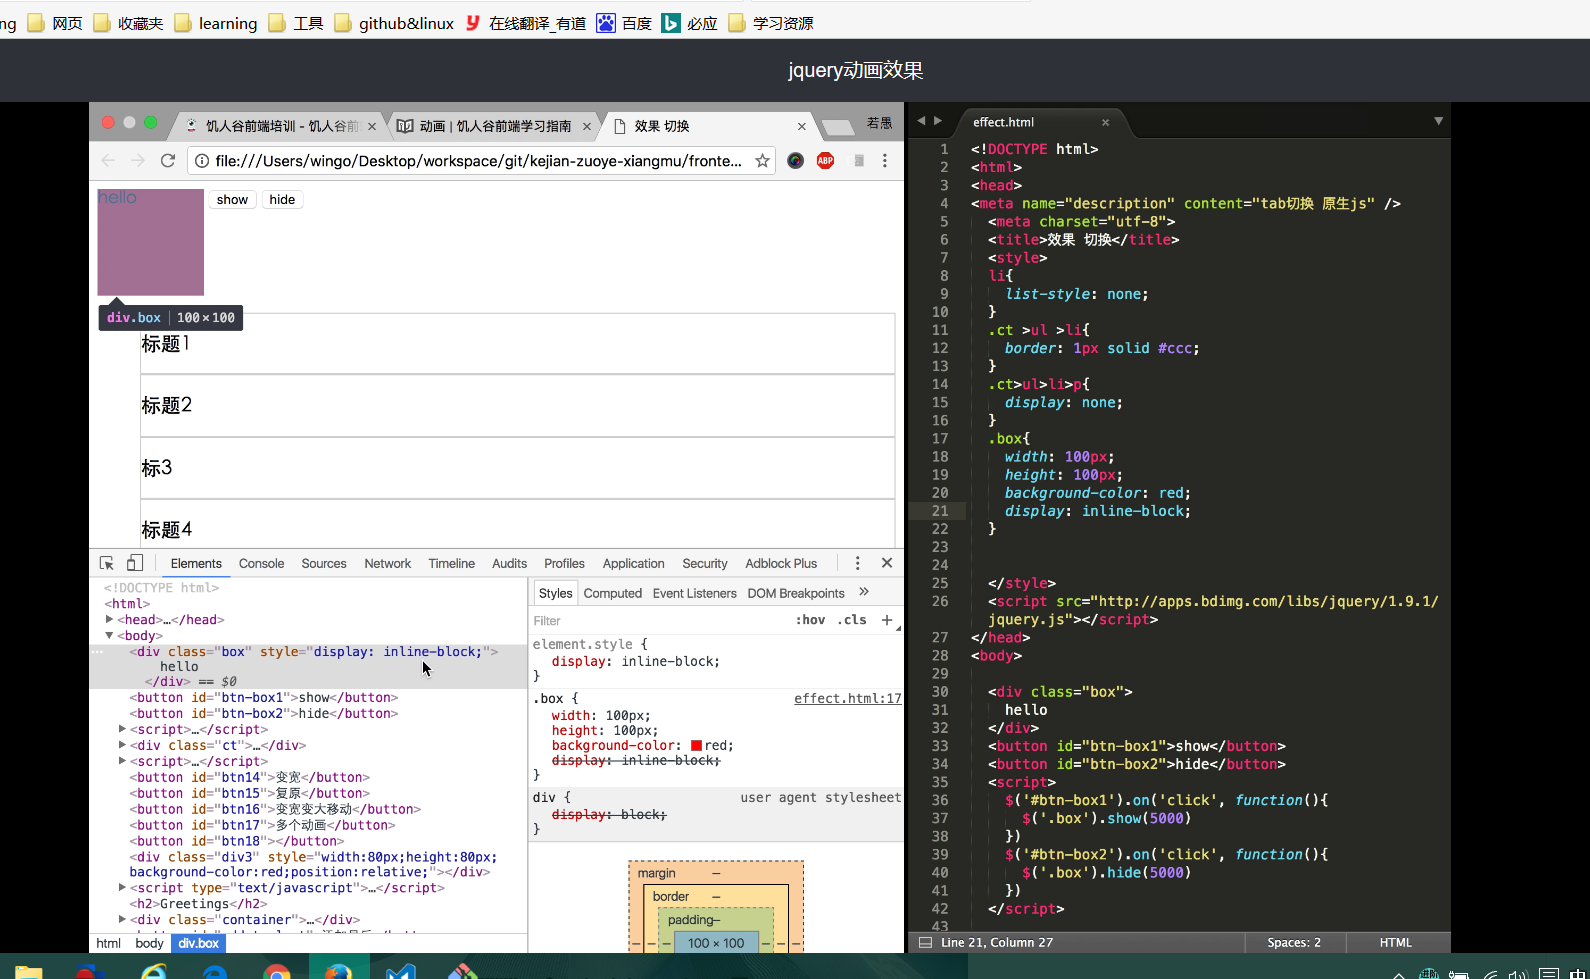 ng 网页 收藏夹 learning 工具 github&linux 在线翻译_有道 百度 必应 学习资源
jquery动画效果
饥人谷前端培训 - 饥人谷前 × 动画 | 饥人谷前端学习指南 × 效果 切换 × 若愚
file:///Users/wingo/Desktop/workspace/git/kejian-zuoye-xiangmu/fronte... ABP
hello show hide
div.box 100 × 100
标题1
标题2
标3
标题4
Elements Console Sources Network Timeline Audits Profiles Application Security Adblock Plus
<!DOCTYPE html>
<html>
<head>…</head>
<body>
<div class="box" style="display: inline-block;">
hello
</div> == $0
<button id="btn-box1">show</button>
<button id="btn-box2">hide</button>
<script>…</script>
<div class="ct">…</div>
<script>…</script>
<button id="btn14">变宽</button>
<button id="btn15">复原</button>
<button id="btn16">变宽变大移动</button>
<button id="btn17">多个动画</button>
<button id="btn18"></button>
<div class="div3" style="width:80px;height:80px;
background-color:red;position:relative;"></div>
<script type="text/javascript">…</script>
<h2>Greetings</h2>
<div class="container">…</div>
html body div.box
Styles Computed Event Listeners DOM Breakpoints »
Filter :hov .cls +
element.style {
display: inline-block;
}
.box { effect.html:17
width: 100px;
height: 100px;
background-color: red;
display: inline-block;
}
div { user agent stylesheet
display: block;
}
margin –
border –
padding–
– – – 100 × 100 – – –
effect.html ×
1 <!DOCTYPE html>
2 <html>
3 <head>
4 <meta name="description" content="tab切换 原生js" />
5 <meta charset="utf-8">
6 <title>效果 切换</title>
7 <style>
8 li{
9 list-style: none;
10 }
11 .ct >ul >li{
12 border: 1px solid #ccc;
13 }
14 .ct>ul>li>p{
15 display: none;
16 }
17 .box{
18 width: 100px;
19 height: 100px;
20 background-color: red;
21 display: inline-block;
22 }
23
24
25 </style>
26 <script src="http://apps.bdimg.com/libs/jquery/1.9.1/
jquery.js"></script>
27 </head>
28 <body>
29
30 <div class="box">
31 hello
32 </div>
33 <button id="btn-box1">show</button>
34 <button id="btn-box2">hide</button>
35 <script>
36 $('#btn-box1').on('click', function(){
37 $('.box').show(5000)
38 })
39 $('#btn-box2').on('click', function(){
40 $('.box').hide(5000)
41 })
42 </script>
43
Line 21, Column 27 Spaces: 2 HTML
中